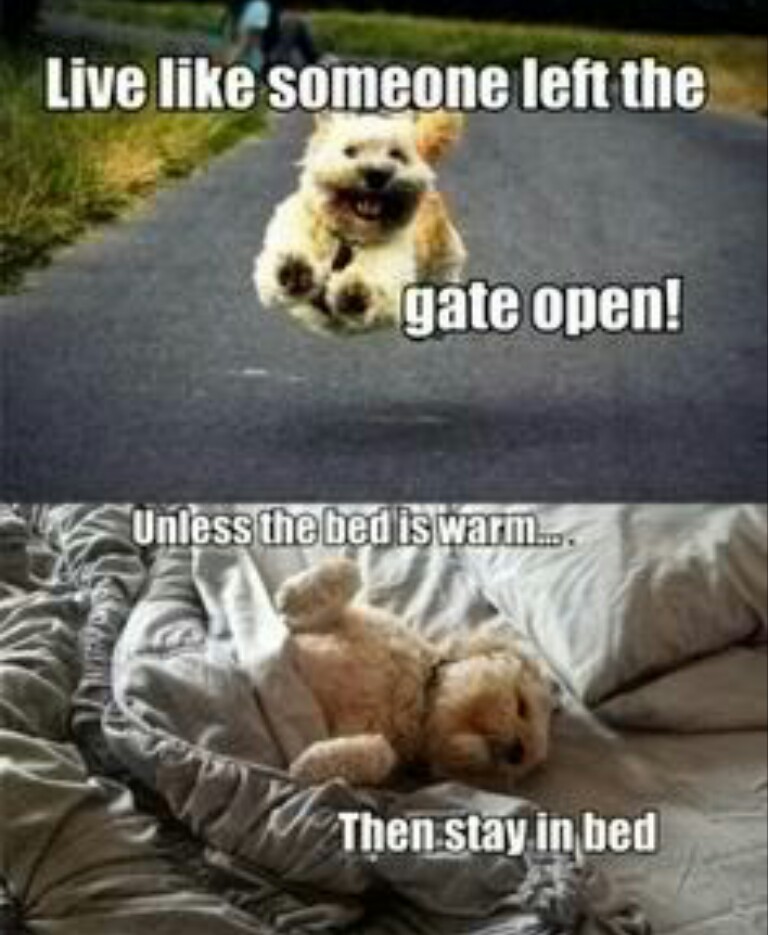 Live like someone left the
gate open!
Unless the bed is warm... .
Then stay in bed